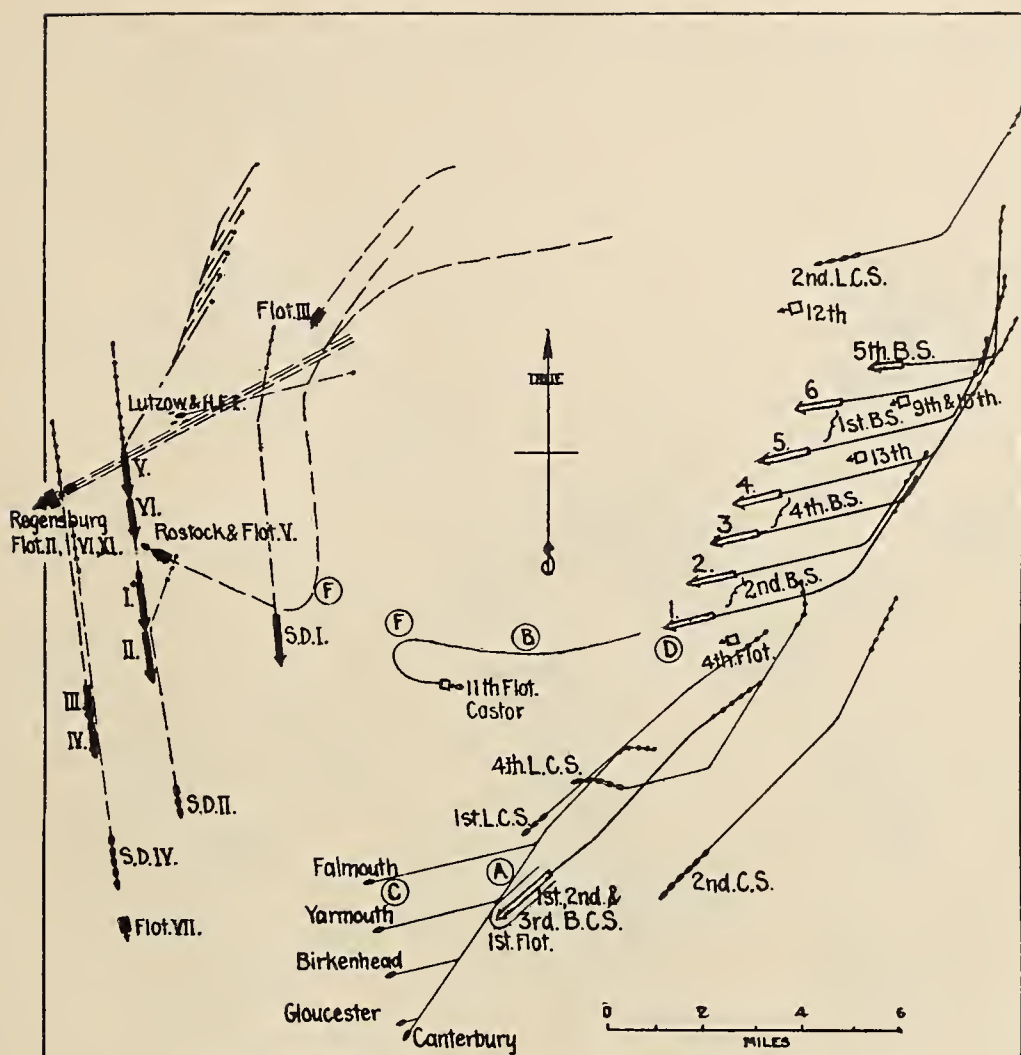 2nd. L.C.S.
12th
Flot. III
TRUE
5th. B.S.
6
Lutzow &
1st. B.S.
9th & 10th.
5.
13th
V.
4.
Regensburg
VI.
4th. B.S.
Rostock & Flot. V.
3
Flot. II,
VI, XI.
2.
I.
F
2nd. B.S.
1.
II.
S.D.I.
F
B
D
4th Flot.
11th Flot.
Castor
III.
IV.
4th L.C.S.
S.D.II.
1st. L.C.S.
S.D.IV.
Falmouth
A
C
1st., 2nd. &
2nd. C.S.
Yarmouth
3rd. B.C.S.
Flot. VII.
1st. Flot.
Birkenhead
Gloucester
Canterbury
0 2 4 6
MILES